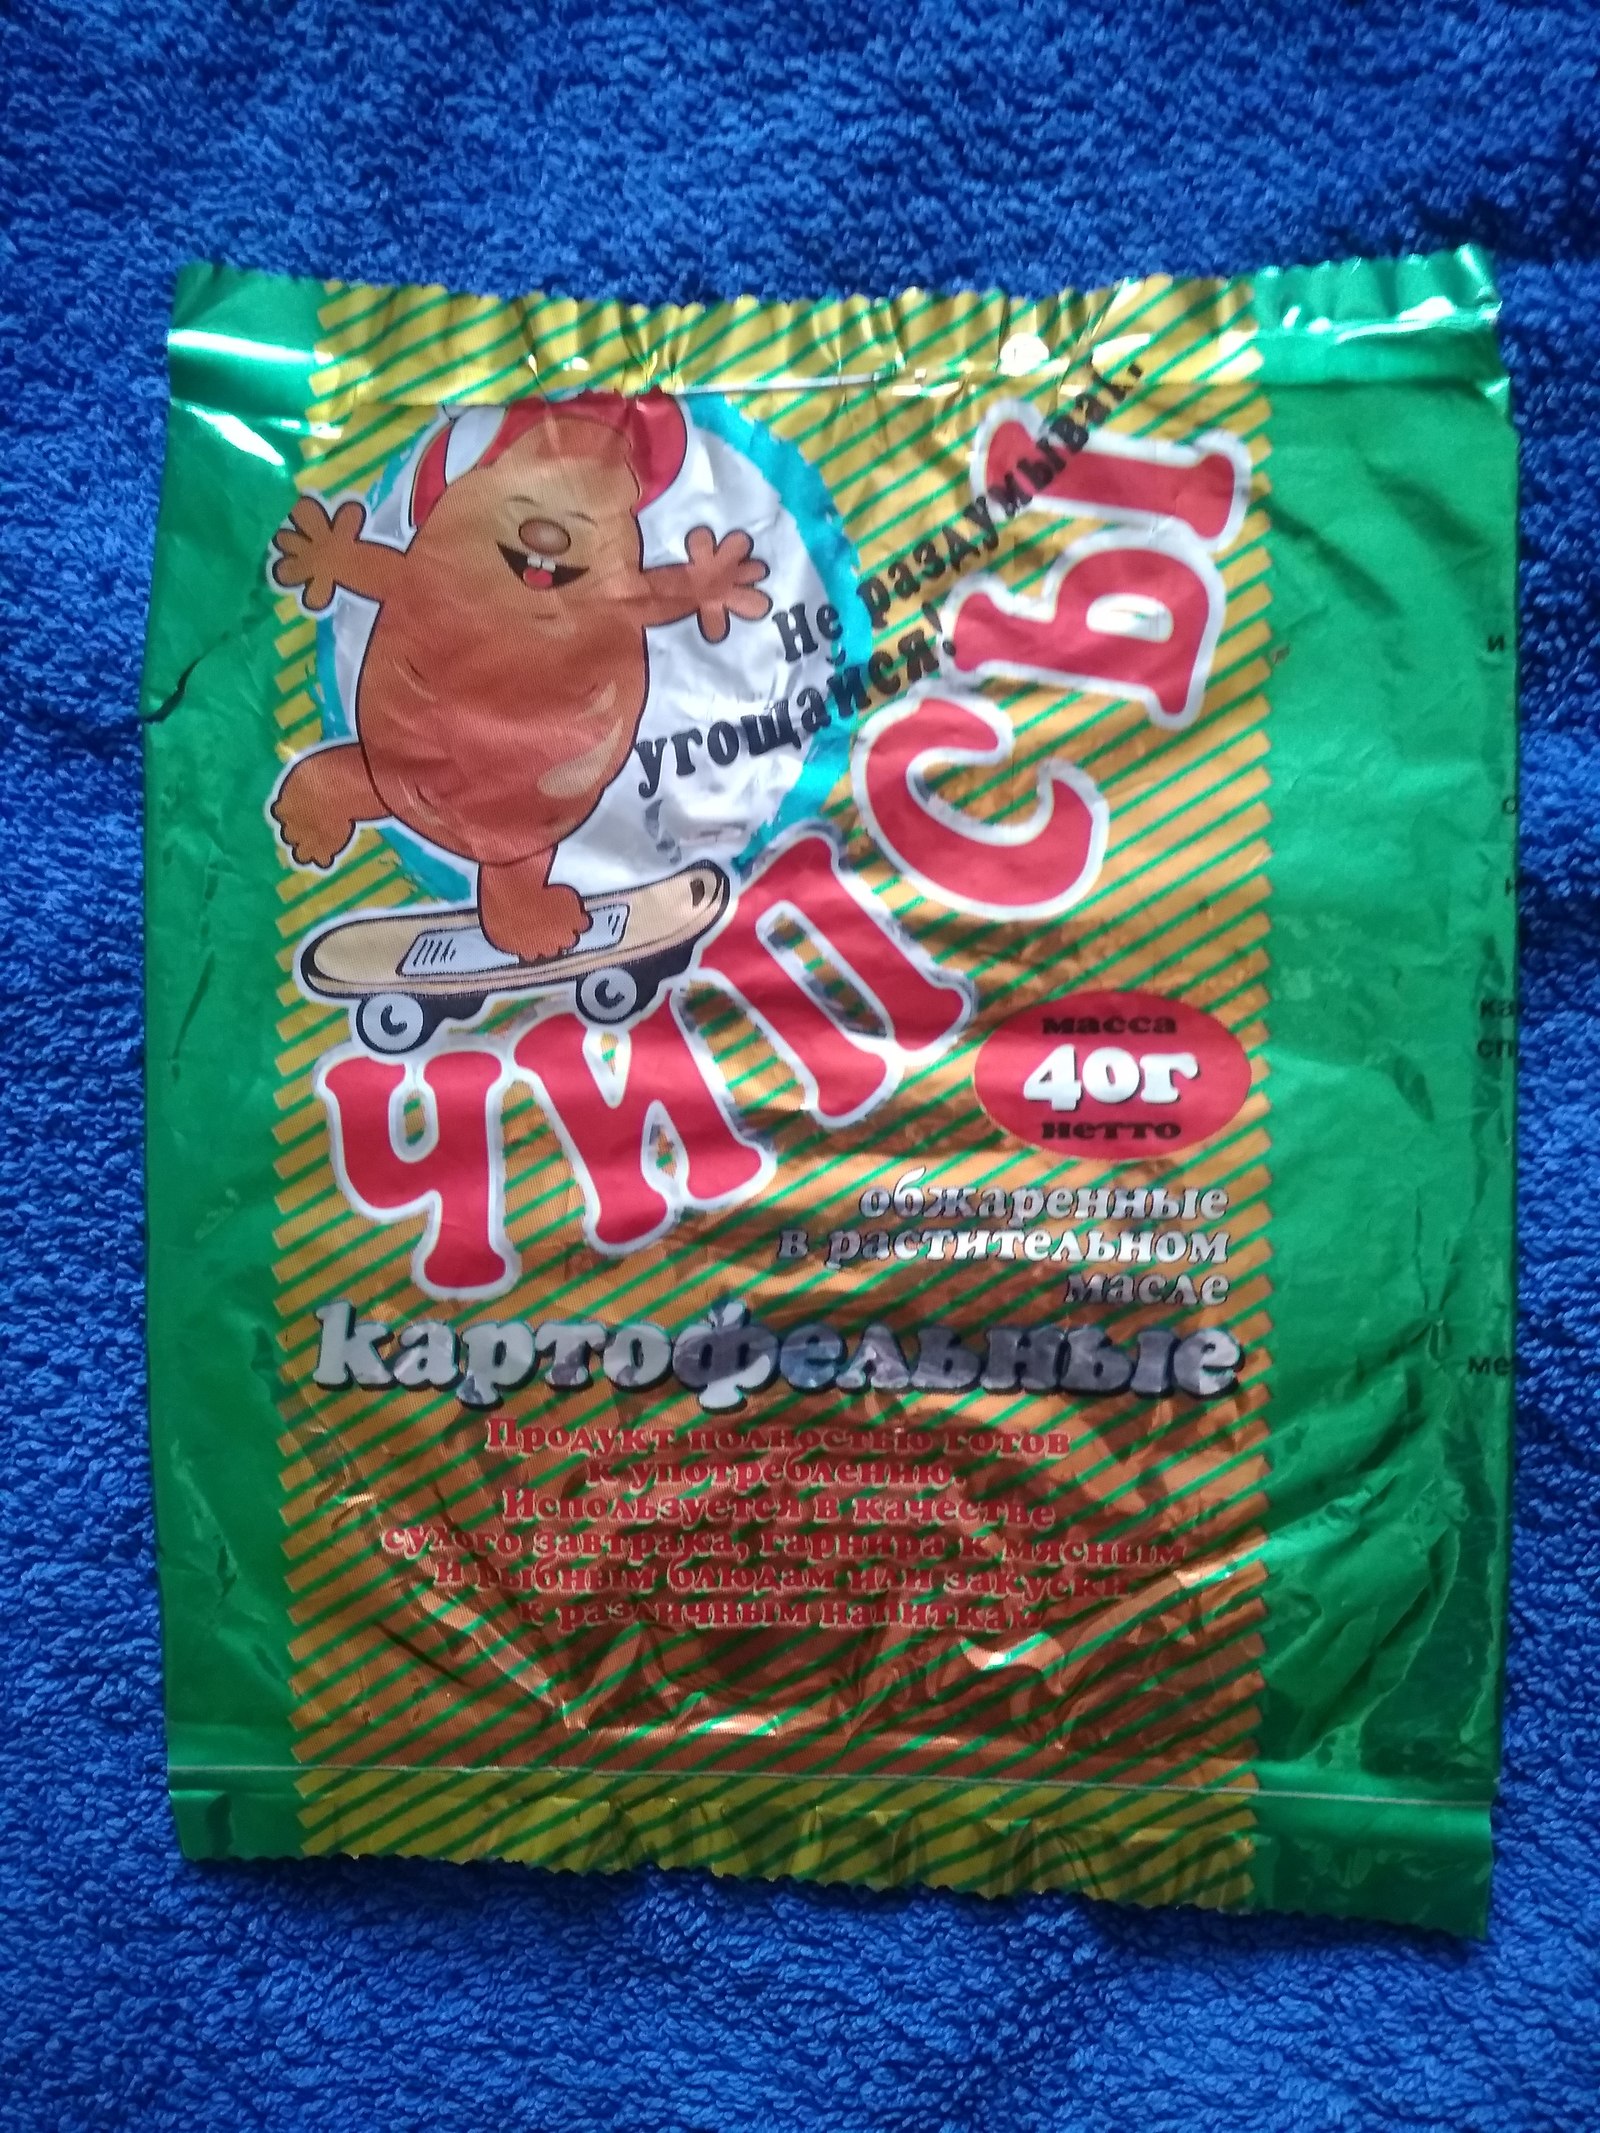 Не раздумывай,
угощайся!
чипсы
масса
40г
нетто
обжаренные
в растительном
масле
картофельные
Продукт полностью готов
к употреблению.
Используется в качестве
сухого завтрака, гарнира к мясным
и рыбным блюдам или закуски
к различным напиткам